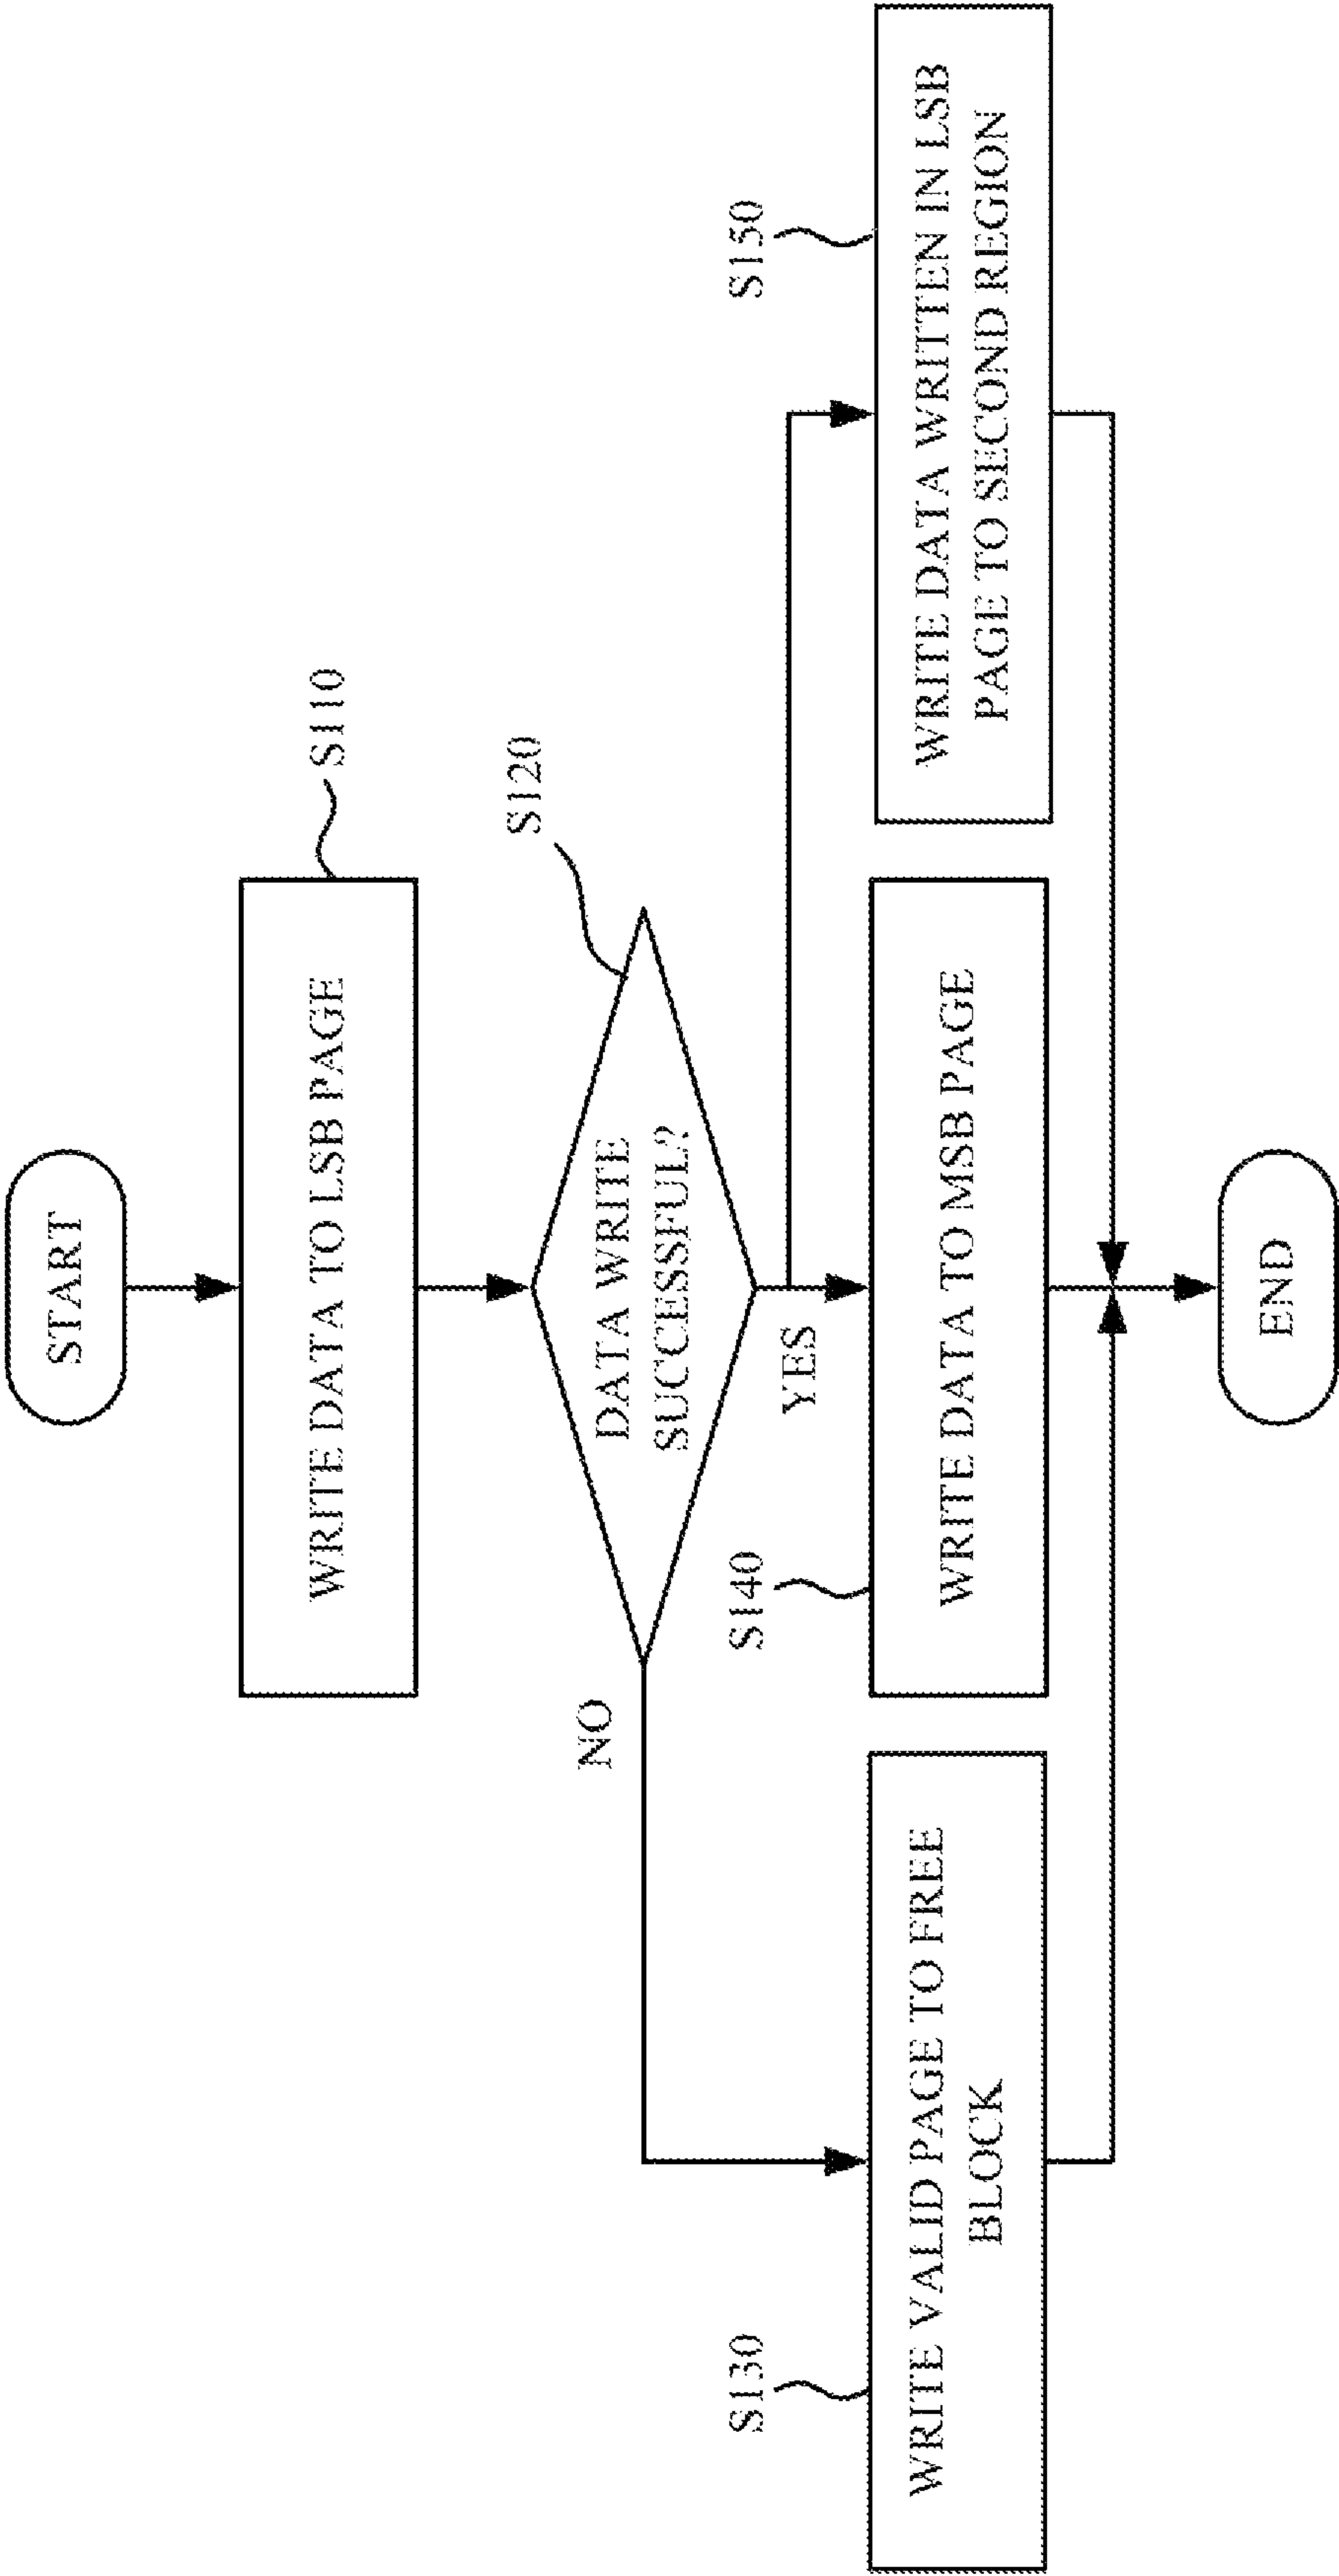 START
WRITE DATA TO LSB PAGE
S110
DATA WRITE
SUCCESSFUL?
S120
NO
YES
S130
WRITE VALID PAGE TO FREE
BLOCK
S140
WRITE DATA TO MSB PAGE
S150
WRITE DATA WRITTEN IN LSB
PAGE TO SECOND REGION
END